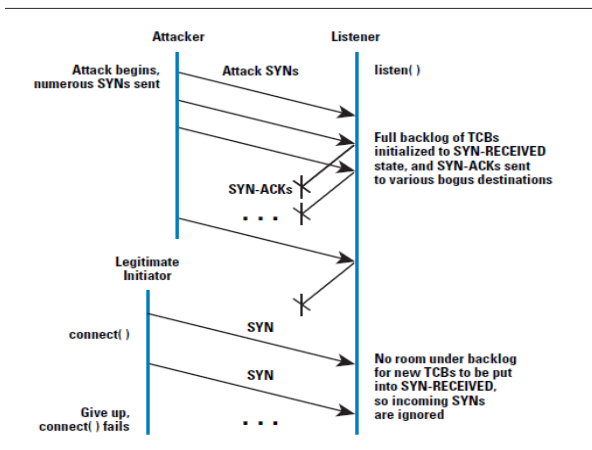 Attacker
Listener
Attack begins,
numerous SYNs sent
Attack SYNs
listen( )
Full backlog of TCBs
initialized to SYN-RECEIVED
state, and SYN-ACKs sent
to various bogus destinations
SYN-ACKs
. . .
Legitimate
Initiator
connect( )
SYN
SYN
No room under backlog
for new TCBs to be put
into SYN-RECEIVED,
so incoming SYNs
are ignored
Give up,
connect( ) fails
. . .